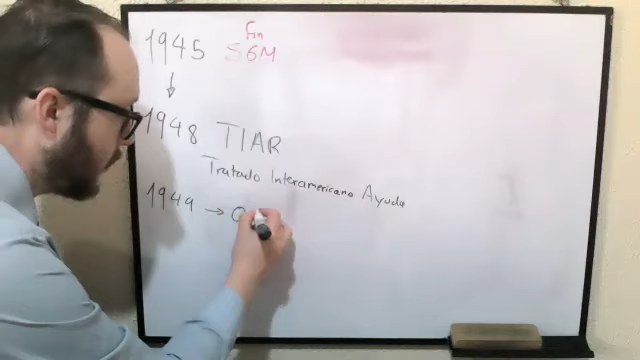 1945 Fin SGM
1948 TIAR
Tratado Interamericano Ayuda
1949 → O